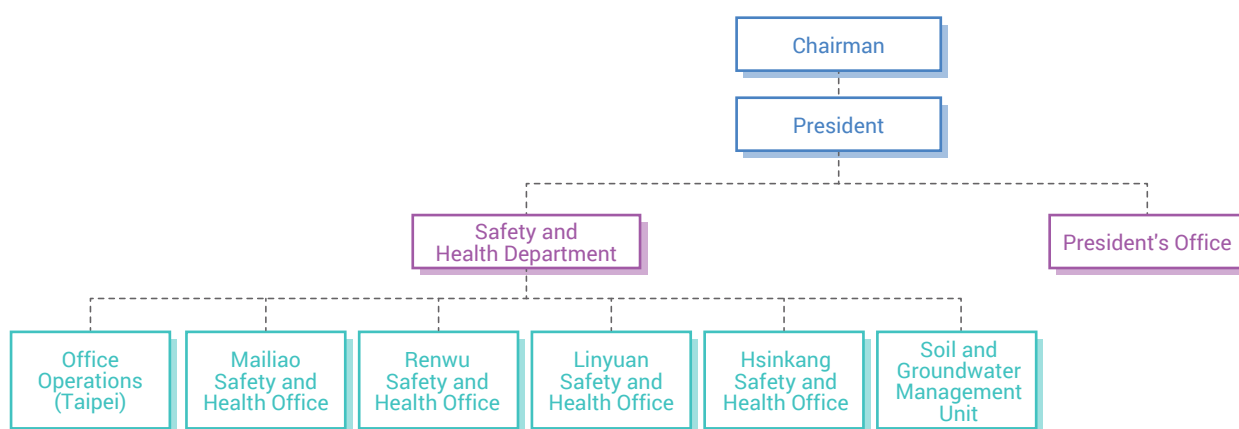 Chairman
President
Safety and
Health Department
President's Office
Office
Operations
(Taipei)
Mailiao
Safety and
Health Office
Renwu
Safety and
Health Office
Linyuan
Safety and
Health Office
Hsinkang
Safety and
Health Office
Soil and
Groundwater
Management
Unit